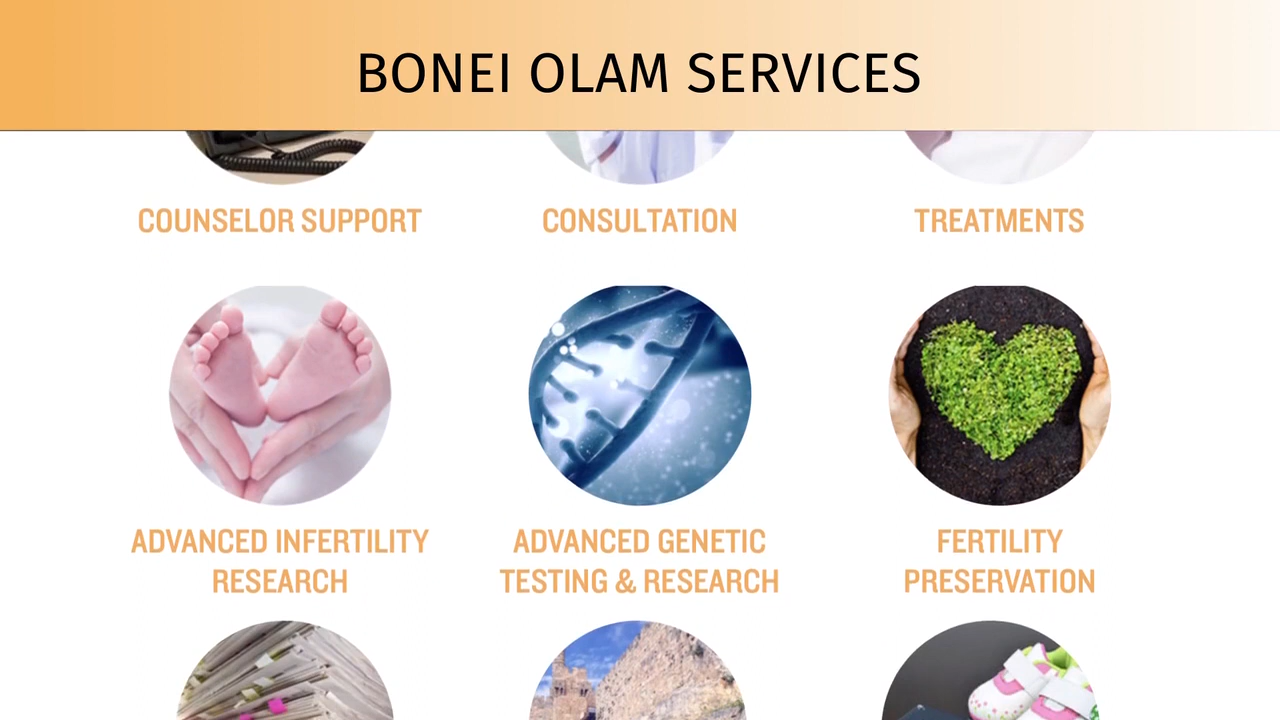 BONEI OLAM SERVICES
COUNSELOR SUPPORT
CONSULTATION
TREATMENTS
ADVANCED INFERTILITY
RESEARCH
ADVANCED GENETIC
TESTING & RESEARCH
FERTILITY
PRESERVATION